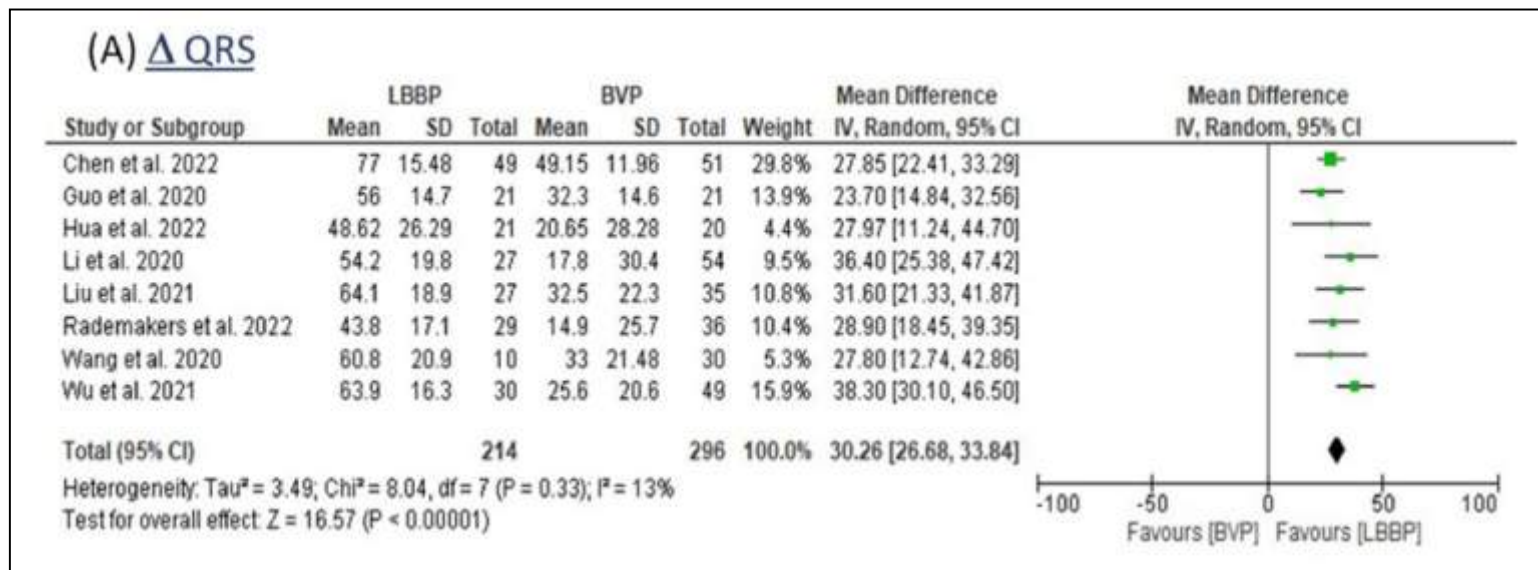 (A) Δ QRS
LBBP BVP Mean Difference Mean Difference
Study or Subgroup Mean SD Total Mean SD Total Weight IV, Random, 95% CI IV, Random, 95% CI
Chen et al. 2022 77 15.48 49 49.15 11.96 51 29.8% 27.85 [22.41, 33.29]
Guo et al. 2020 56 14.7 21 32.3 14.6 21 13.9% 23.70 [14.84, 32.56]
Hua et al. 2022 48.62 26.29 21 20.65 28.28 20 4.4% 27.97 [11.24, 44.70]
Li et al. 2020 54.2 19.8 27 17.8 30.4 54 9.5% 36.40 [25.38, 47.42]
Liu et al. 2021 64.1 18.9 27 32.5 22.3 35 10.8% 31.60 [21.33, 41.87]
Rademakers et al. 2022 43.8 17.1 29 14.9 25.7 36 10.4% 28.90 [18.45, 39.35]
Wang et al. 2020 60.8 20.9 10 33 21.48 30 5.3% 27.80 [12.74, 42.86]
Wu et al. 2021 63.9 16.3 30 25.6 20.6 49 15.9% 38.30 [30.10, 46.50]
Total (95% CI) 214 296 100.0% 30.26 [26.68, 33.84]
Heterogeneity: Tau² = 3.49; Chi² = 8.04, df = 7 (P = 0.33); I² = 13%
Test for overall effect: Z = 16.57 (P < 0.00001)
-100 -50 0 50 100
Favours [BVP] Favours [LBBP]